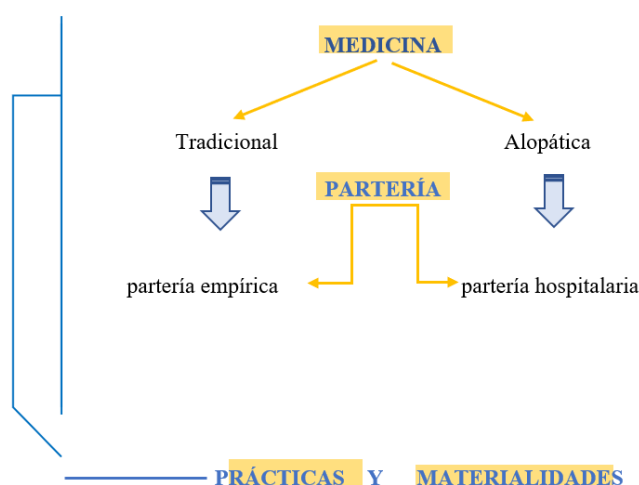 MEDICINA
Tradicional Alopática
PARTERÍA
partería empírica partería hospitalaria
PRÁCTICAS Y MATERIALIDADES